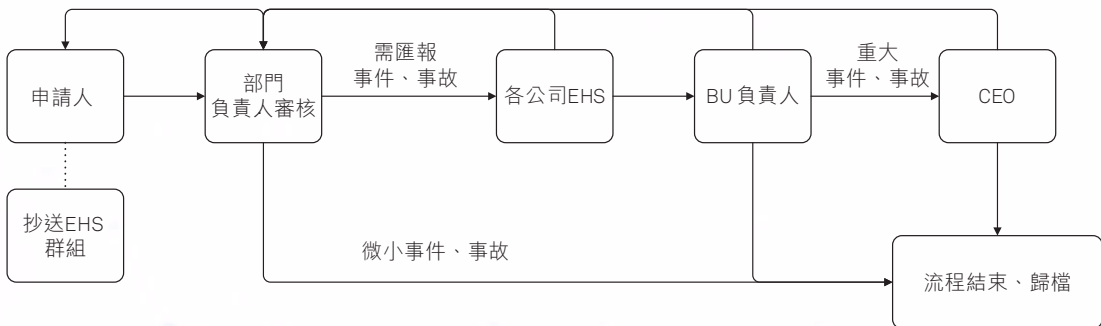 需匯報
事件、事故
重大
事件、事故
申請人
部門
負責人審核
各公司EHS
BU 負責人
CEO
抄送EHS
群組
微小事件、事故
流程結束、歸檔